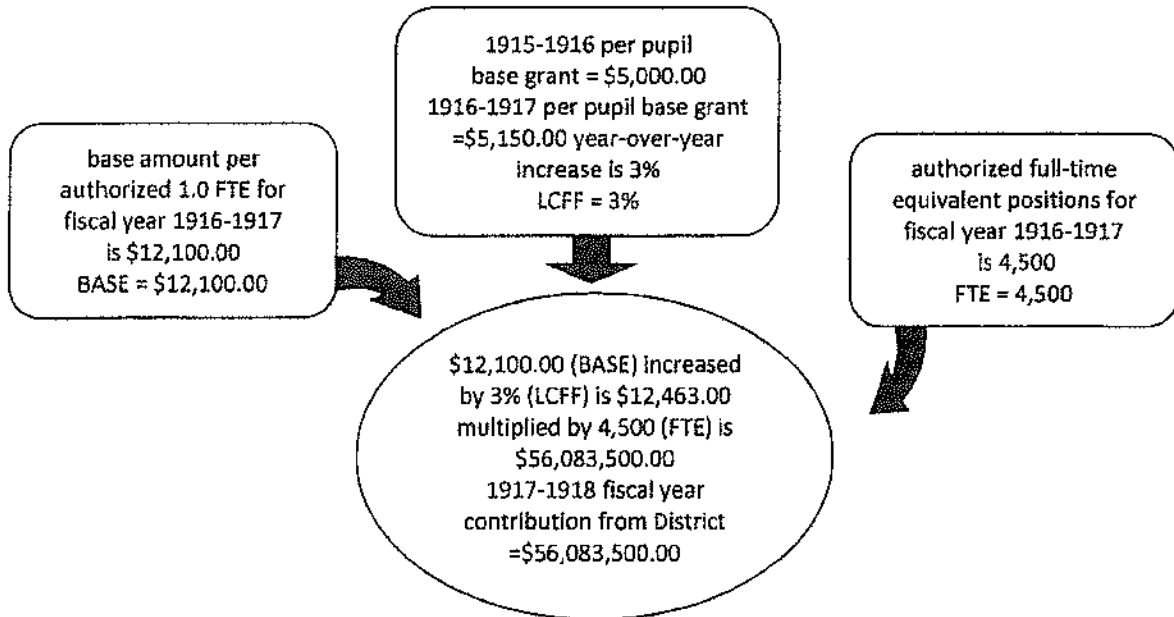 1915-1916 per pupil
base grant = $5,000.00
1916-1917 per pupil base grant
=$5,150.00 year-over-year
increase is 3%
LCFF = 3%
base amount per
authorized 1.0 FTE for
fiscal year 1916-1917
is $12,100.00
BASE = $12,100.00
authorized full-time
equivalent positions for
fiscal year 1916-1917
is 4,500
FTE = 4,500
$12,100.00 (BASE) increased
by 3% (LCFF) is $12,463.00
multiplied by 4,500 (FTE) is
$56,083,500.00
1917-1918 fiscal year
contribution from District
=$56,083,500.00